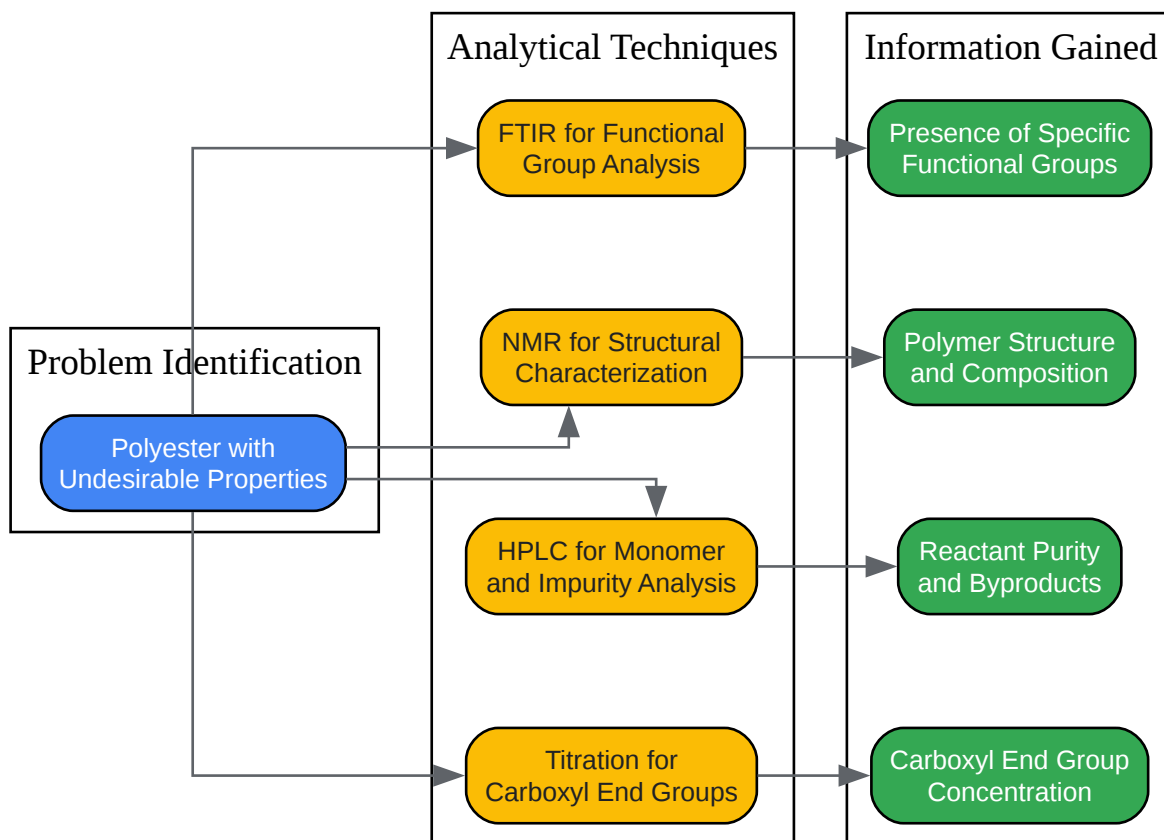 Analytical Techniques
Information Gained
FTIR for Functional
Group Analysis
Presence of Specific
Functional Groups
Problem Identification
Polyester with
Undesirable Properties
NMR for Structural
Characterization
Polymer Structure
and Composition
HPLC for Monomer
and Impurity Analysis
Reactant Purity
and Byproducts
Titration for
Carboxyl End Groups
Carboxyl End Group
Concentration